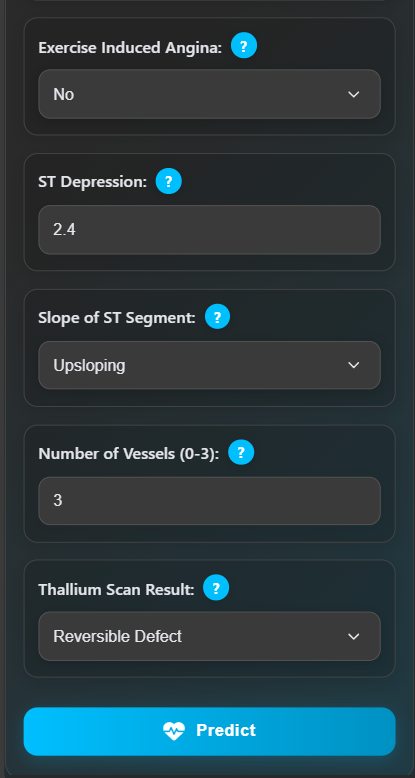 Exercise Induced Angina: ?
No
ST Depression: ?
2.4
Slope of ST Segment: ?
Upsloping
Number of Vessels (0-3): ?
3
Thallium Scan Result: ?
Reversible Defect
Predict